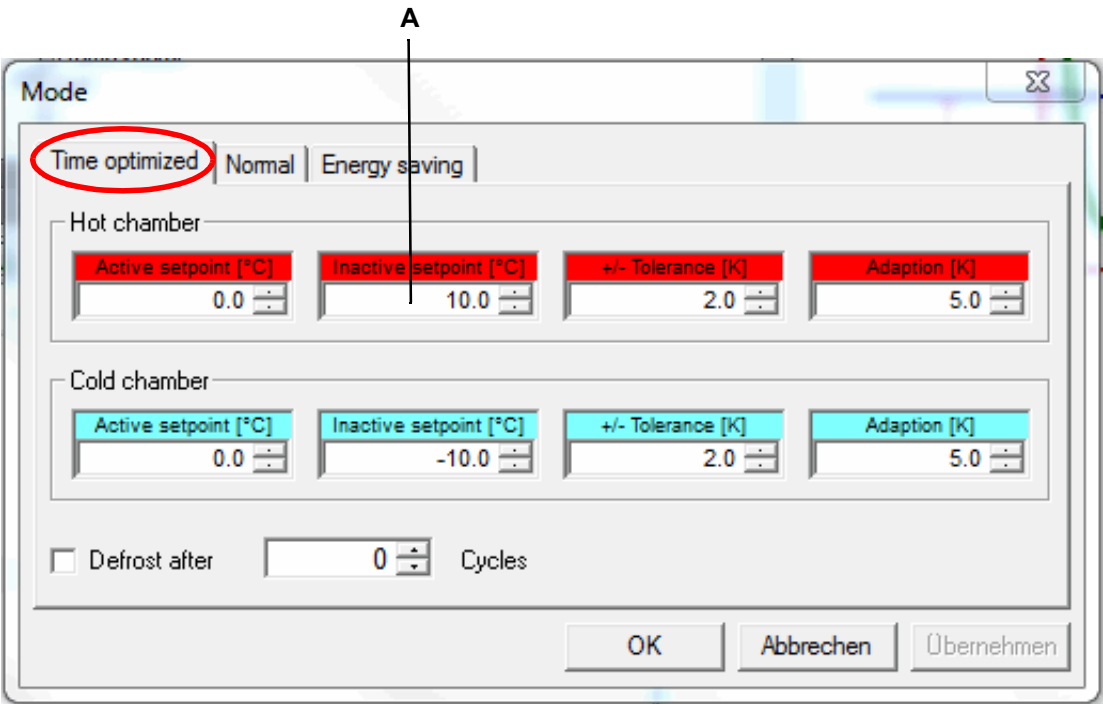 A
Mode
Time optimized Normal Energy saving
Hot chamber
Active setpoint [°C] Inactive setpoint [°C] +/- Tolerance [K] Adaption [K]
0.0 10.0 2.0 5.0
Cold chamber
Active setpoint [°C] Inactive setpoint [°C] +/- Tolerance [K] Adaption [K]
0.0 -10.0 2.0 5.0
Defrost after 0 Cycles
OK Abbrechen Übernehmen